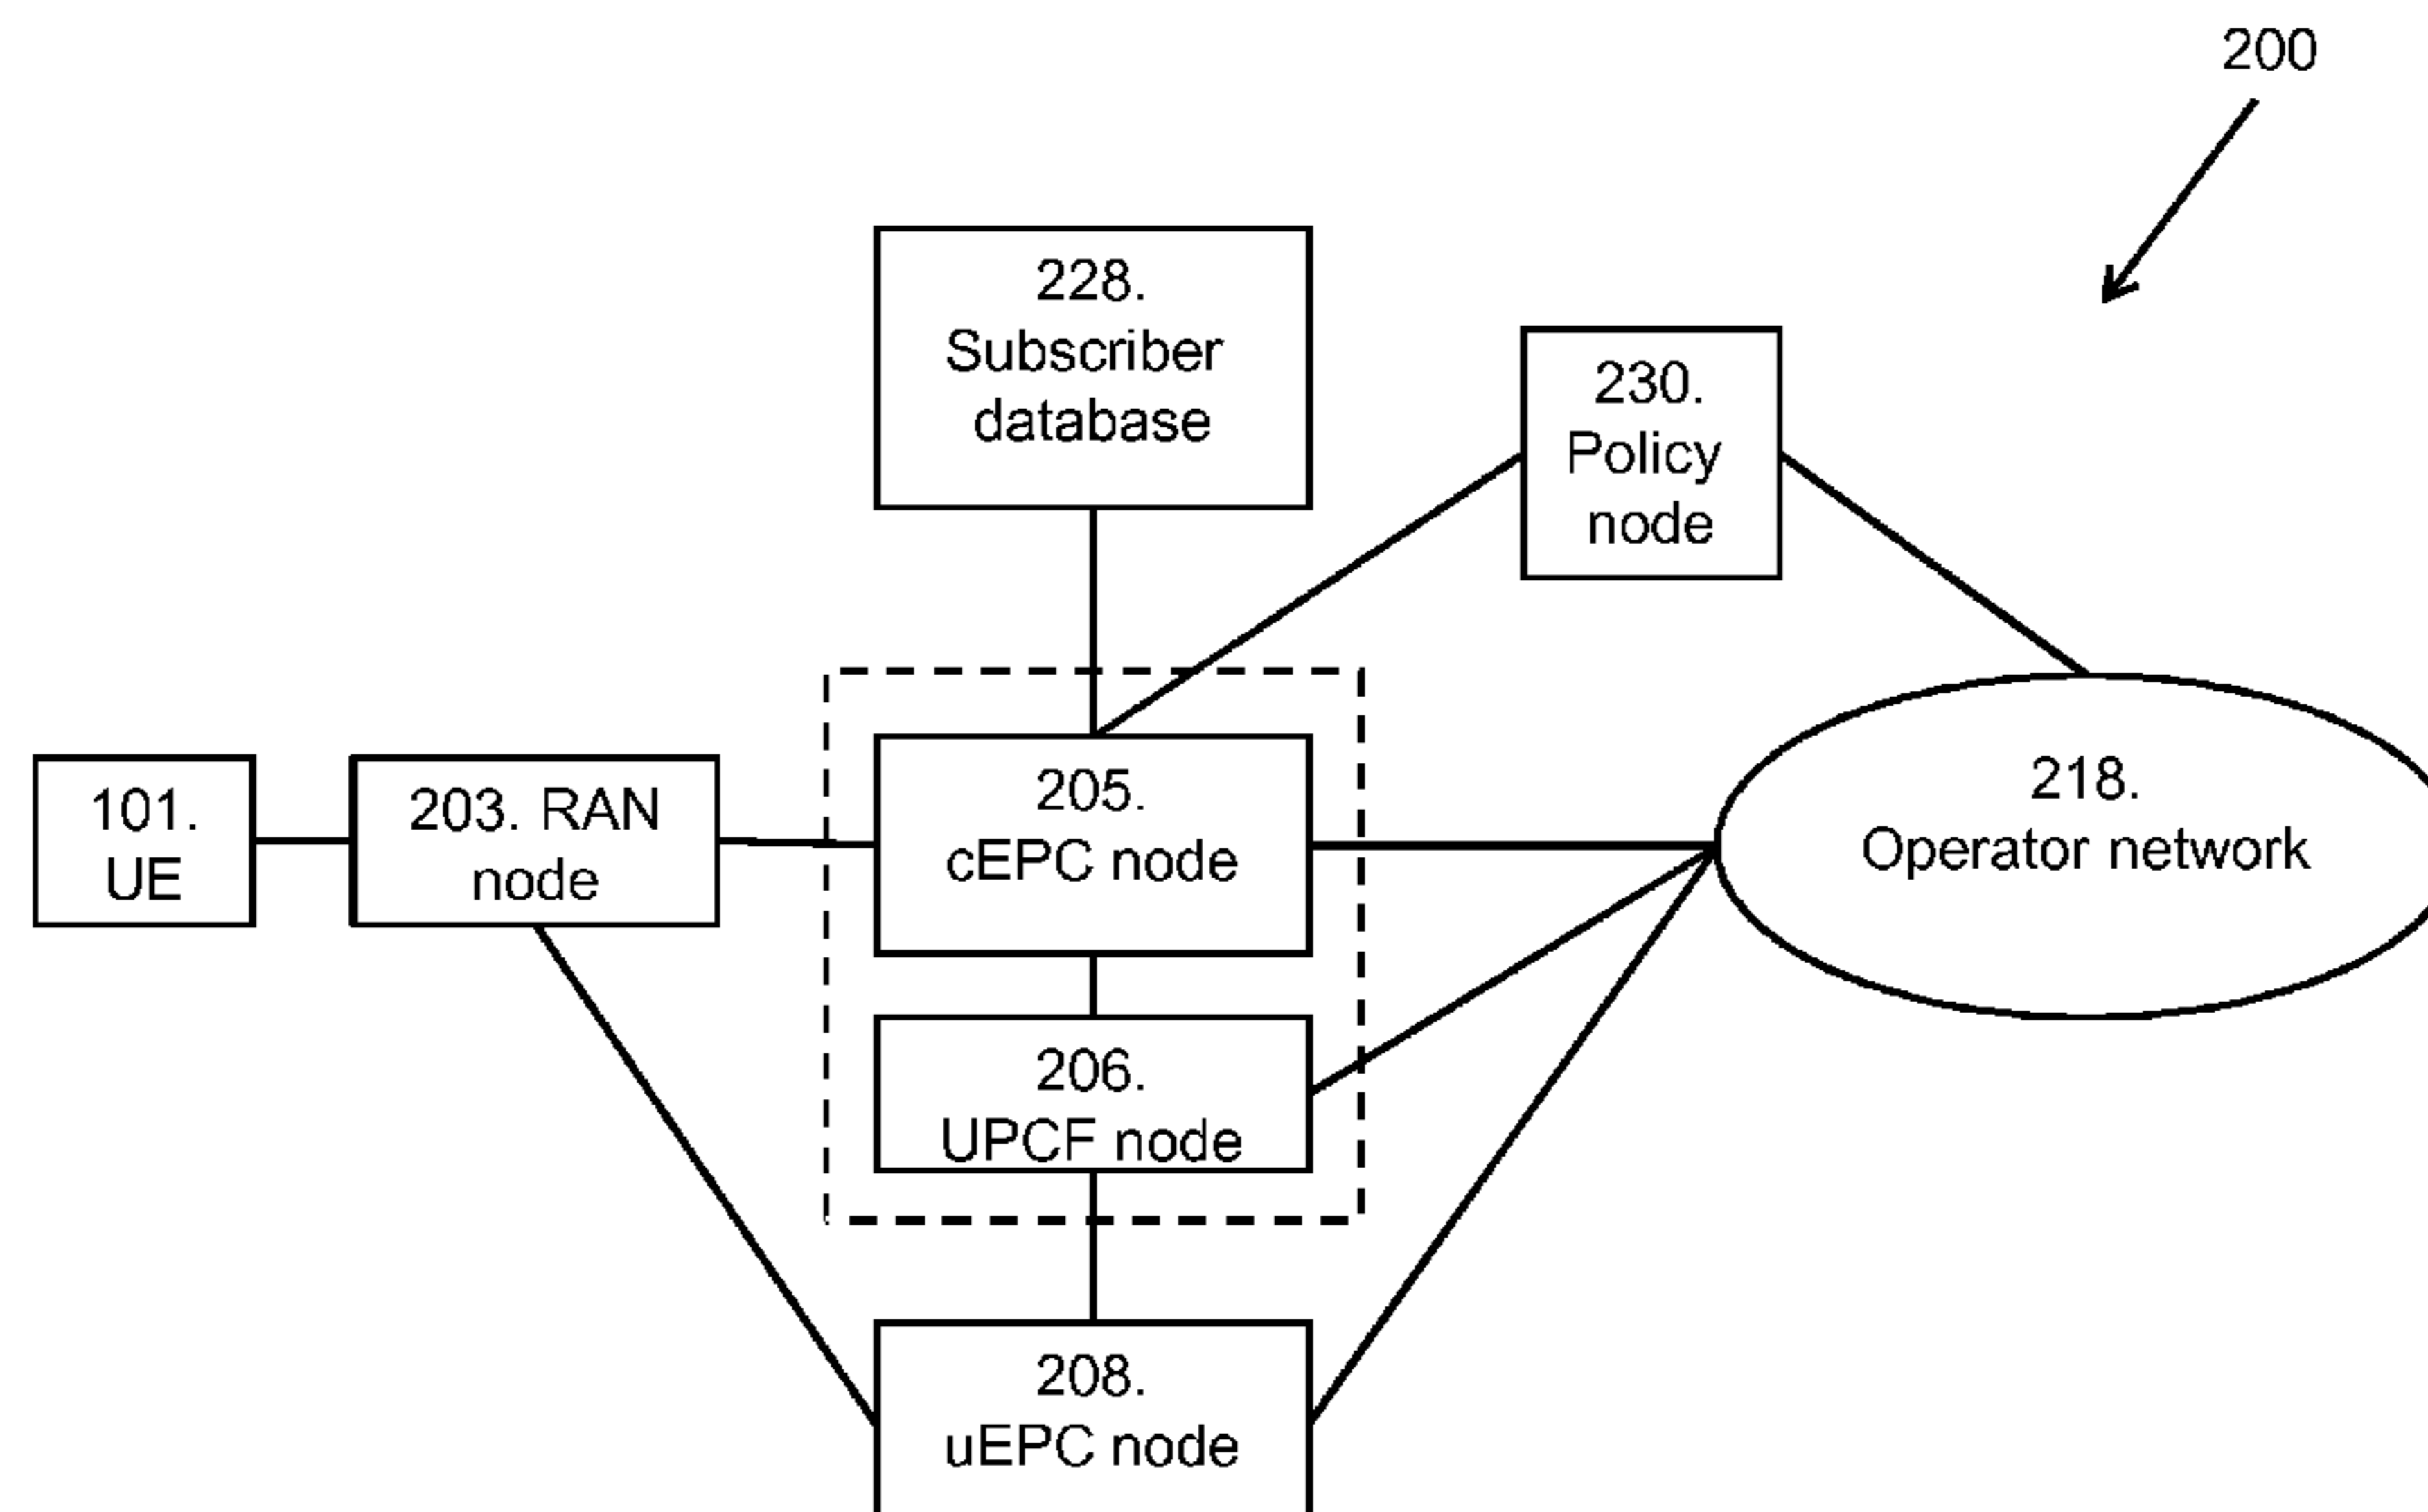 200
228.
Subscriber
database
230.
Policy
node
101.
UE
203. RAN
node
205.
cEPC node
218.
Operator network
206.
UPCF node
208.
uEPC node